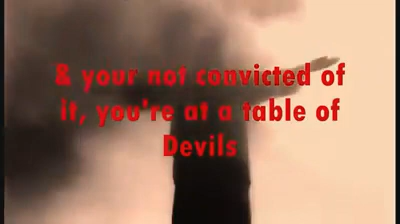 & your not convicted of
it, you're at a table of
Devils